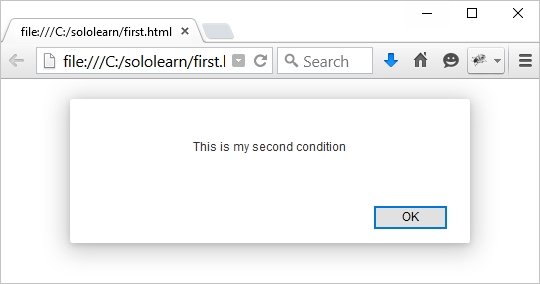 file:///C:/sololearn/first.html
file:///C:/sololearn/first.l
Search
This is my second condition
OK